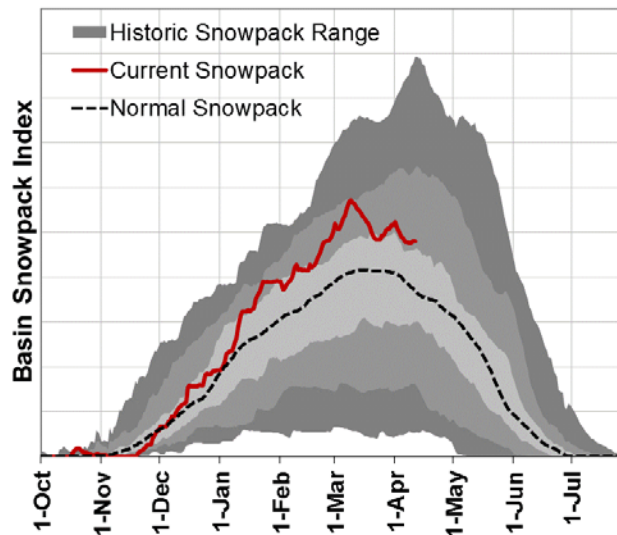 Historic Snowpack Range
Current Snowpack
Normal Snowpack
Basin Snowpack Index
1-Oct
1-Nov
1-Dec
1-Jan
1-Feb
1-Mar
1-Apr
1-May
1-Jun
1-Jul